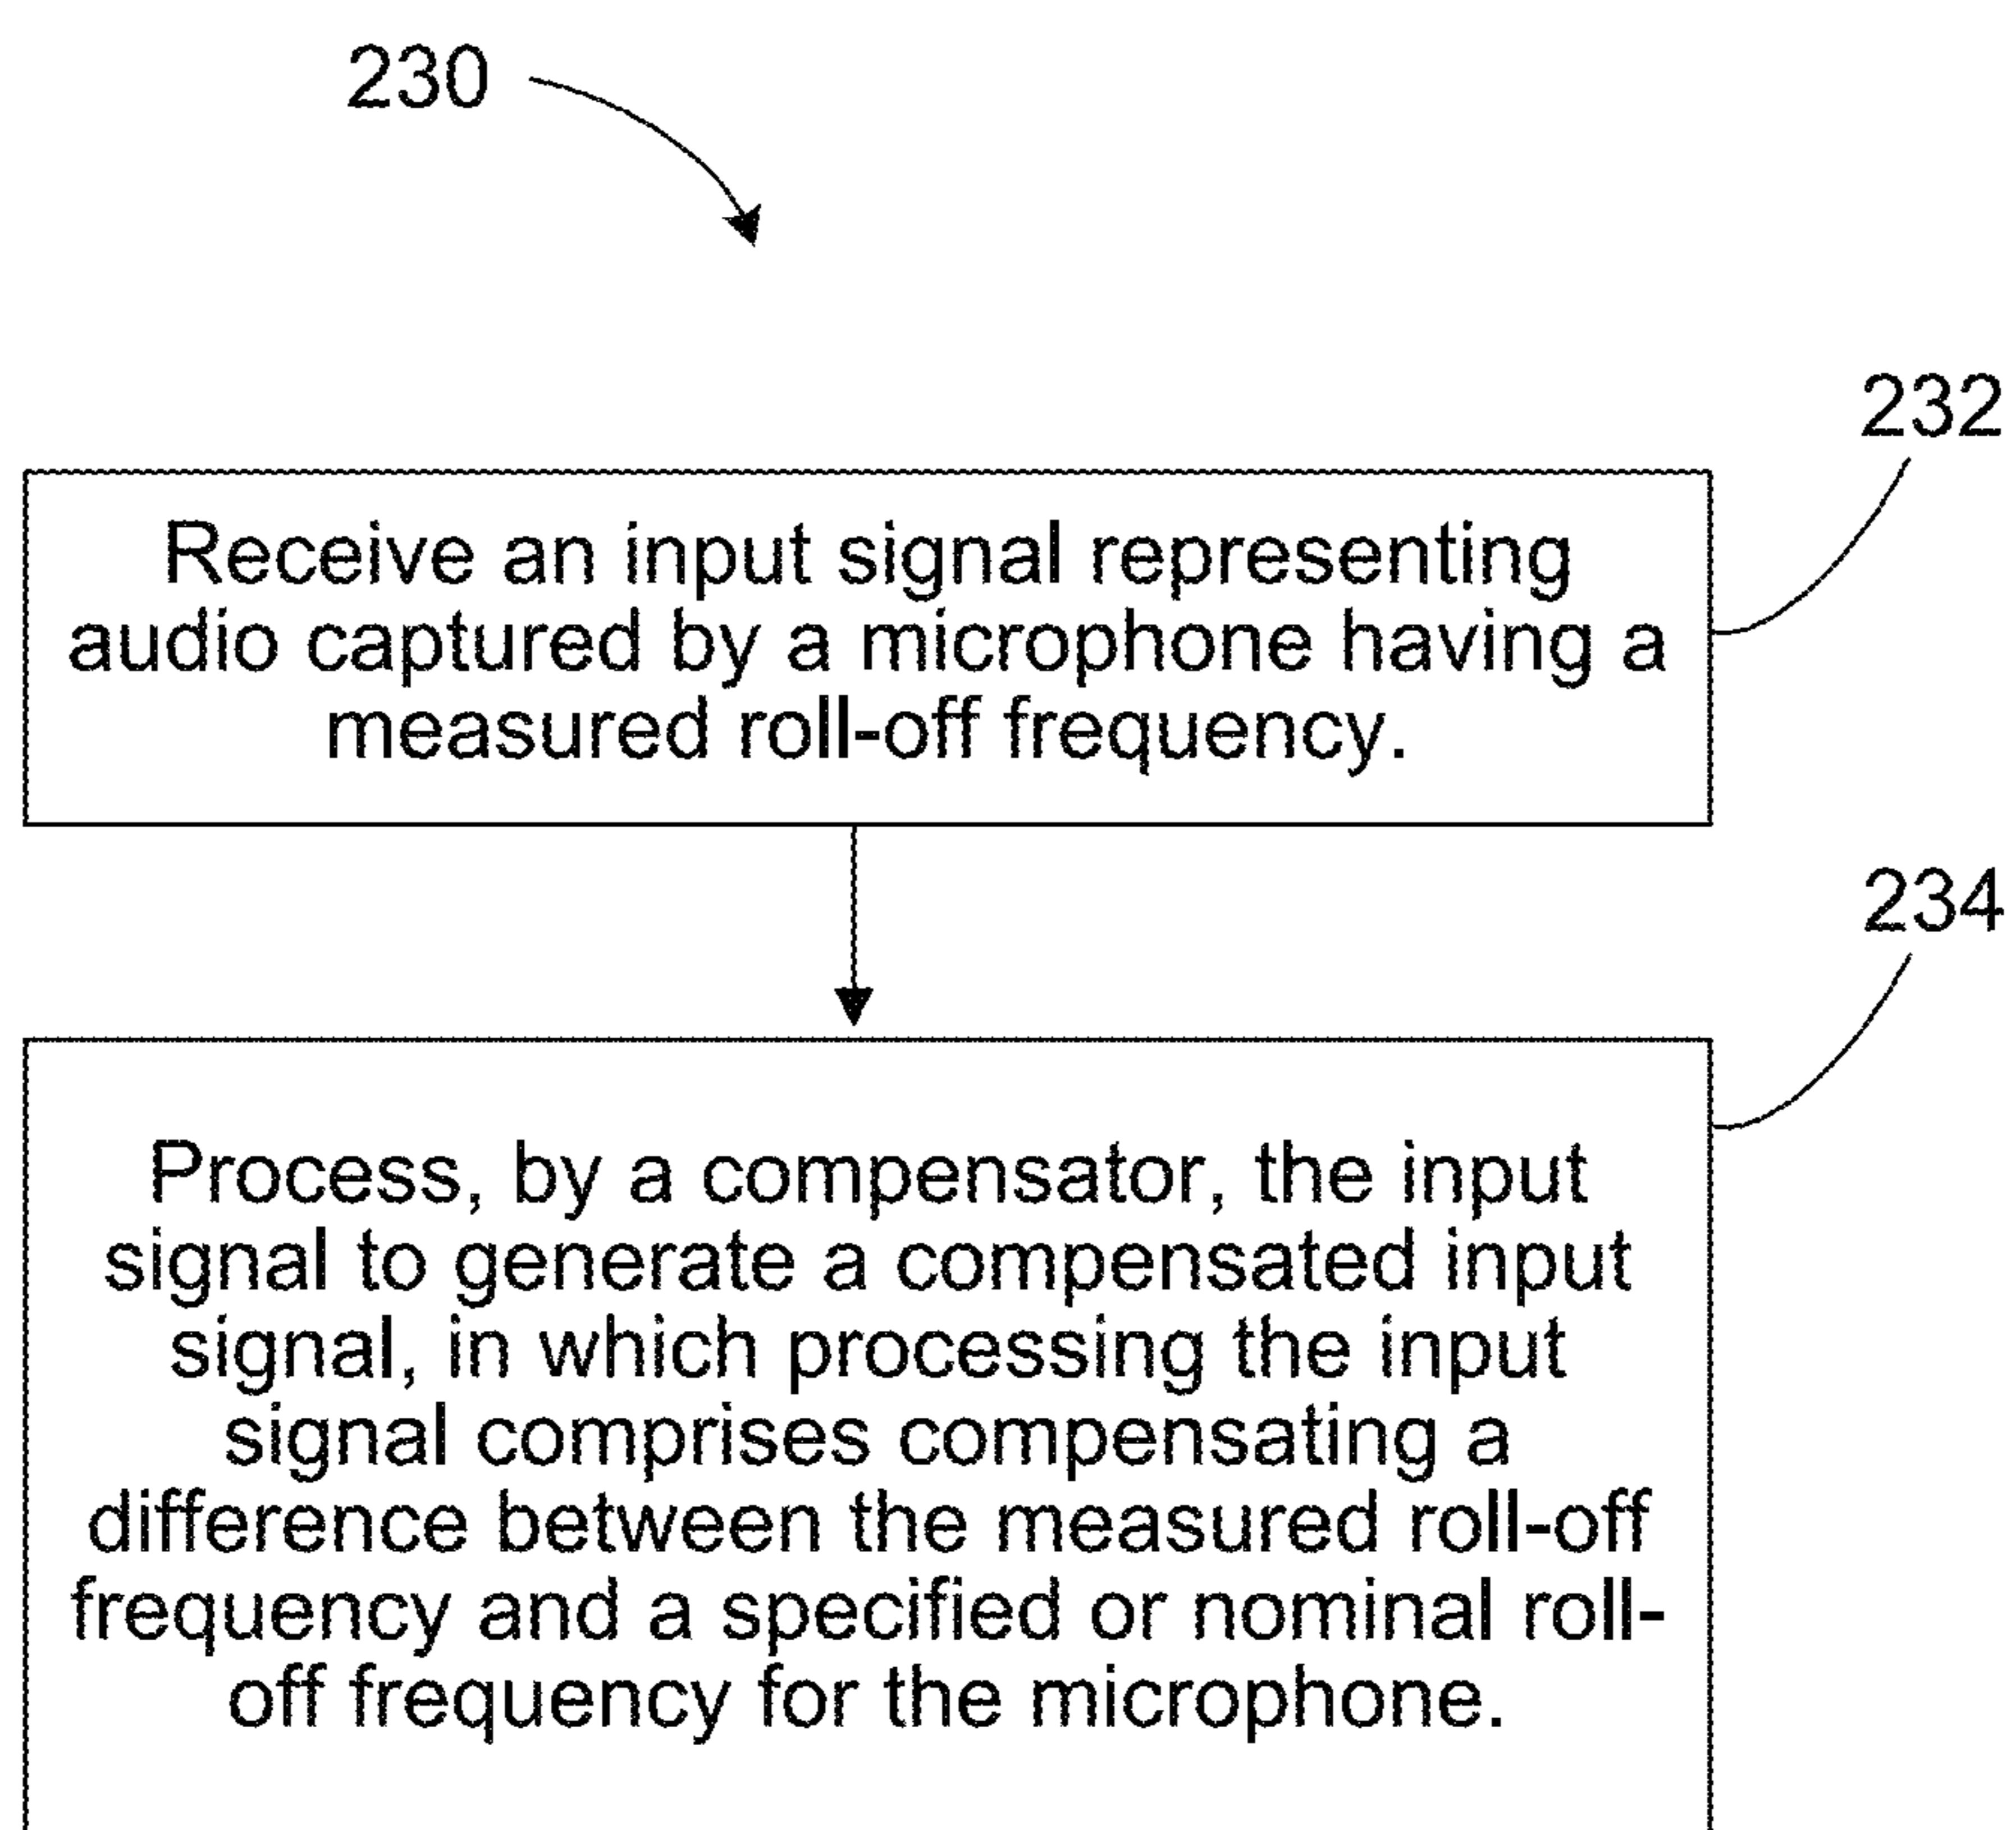 230
232
Receive an input signal representing
audio captured by a microphone having a
measured roll-off frequency.
234
Process, by a compensator, the input
signal to generate a compensated input
signal, in which processing the input
signal comprises compensating a
difference between the measured roll-off
frequency and a specified or nominal roll-
off frequency for the microphone.